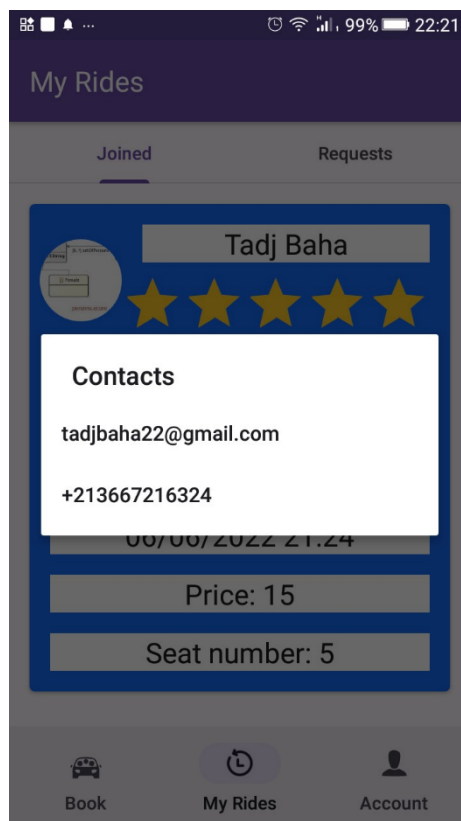 99% 22:21
My Rides
Joined Requests
Tadj Baha
Contacts
tadjbaha22@gmail.com
+213667216324
06/06/2022 21:24
Price: 15
Seat number: 5
Book My Rides Account